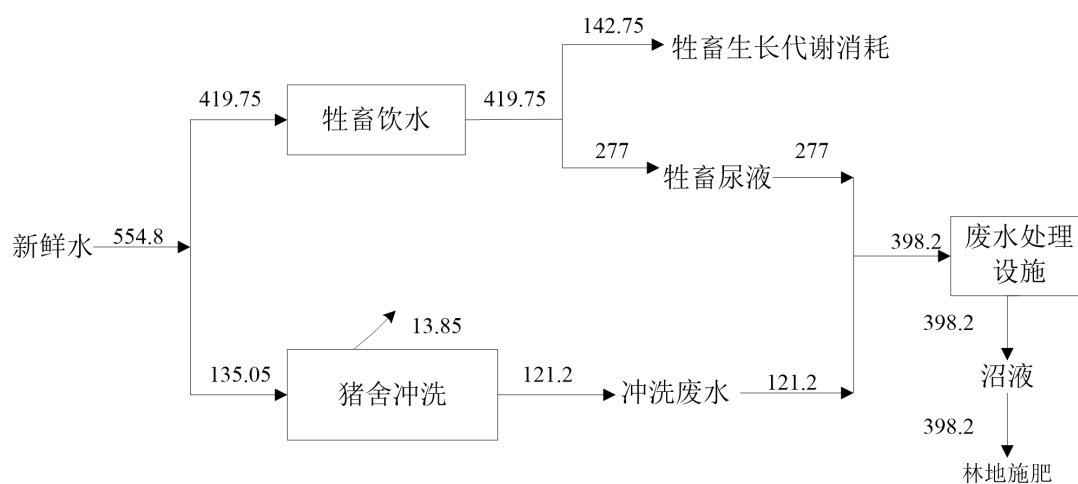 142.75
牲畜生长代谢消耗
419.75
牲畜饮水
419.75
277
牲畜尿液
277
新鲜水
554.8
398.2
废水处理
设施
13.85
135.05
猪舍冲洗
121.2
冲洗废水
121.2
398.2
沼液
398.2
林地施肥